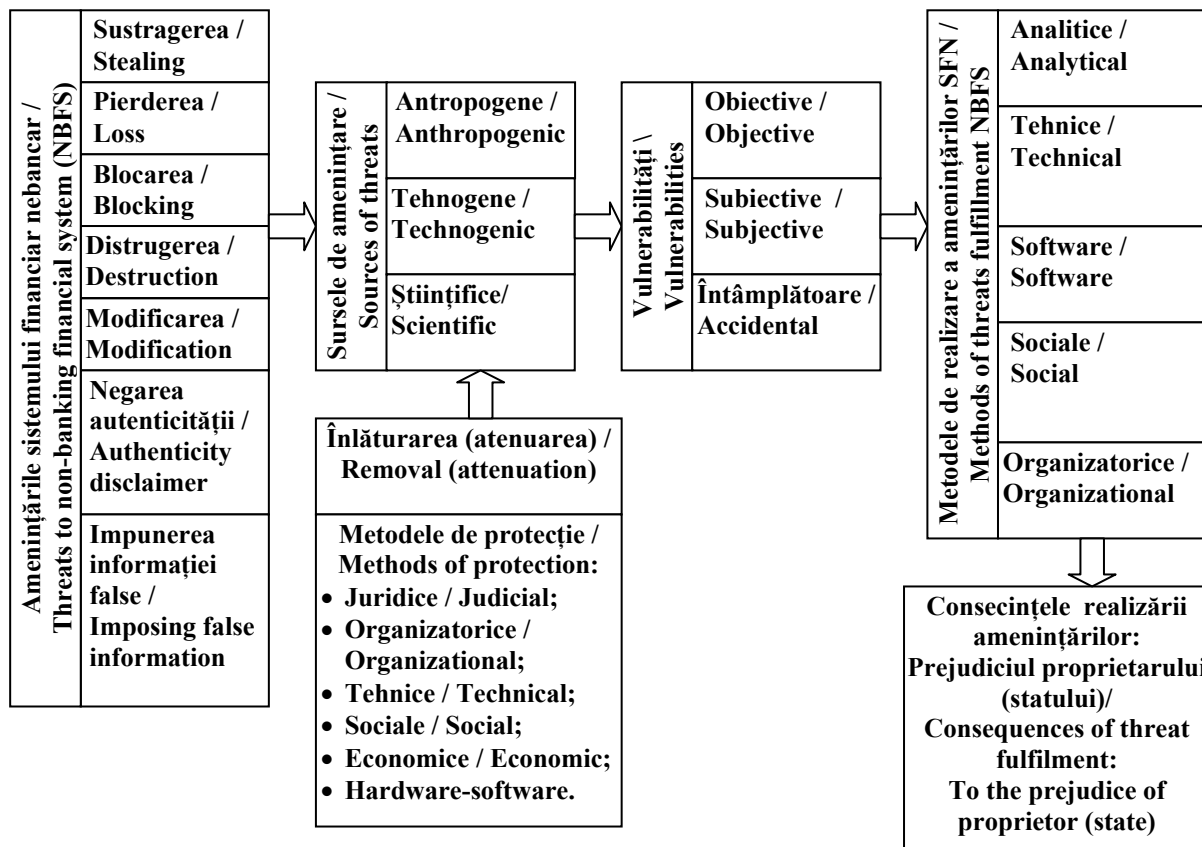 Amenințările sistemului financiar nebancar /
Threats to non-banking financial system (NBFS)
Sustragerea /
Stealing
Pierderea /
Loss
Blocarea /
Blocking
Distrugerea /
Destruction
Modificarea /
Modification
Negarea
autenticității /
Authenticity
disclaimer
Impunerea
informației
false /
Imposing false
information
Sursele de amenințare /
Sources of threats
Antropogene /
Anthropogenic
Tehnogene /
Technogenic
Științifice/
Scientific
Înlăturarea (atenuarea) /
Removal (attenuation)
Metodele de protecție /
Methods of protection:
• Juridice / Judicial;
• Organizatorice /
Organizational;
• Tehnice / Technical;
• Sociale / Social;
• Economice / Economic;
• Hardware-software.
Vulnerabilități \
Vulnerabilities
Obiective /
Objective
Subiective /
Subjective
Întâmplătoare /
Accidental
Metodele de realizare a amenințărilor SFN /
Methods of threats fulfillment NBFS
Analitice /
Analytical
Tehnice /
Technical
Software /
Software
Sociale /
Social
Organizatorice /
Organizational
Consecințele realizării
amenințărilor:
Prejudiciul proprietarului
(statului)/
Consequences of threat
fulfilment:
To the prejudice of
proprietor (state)